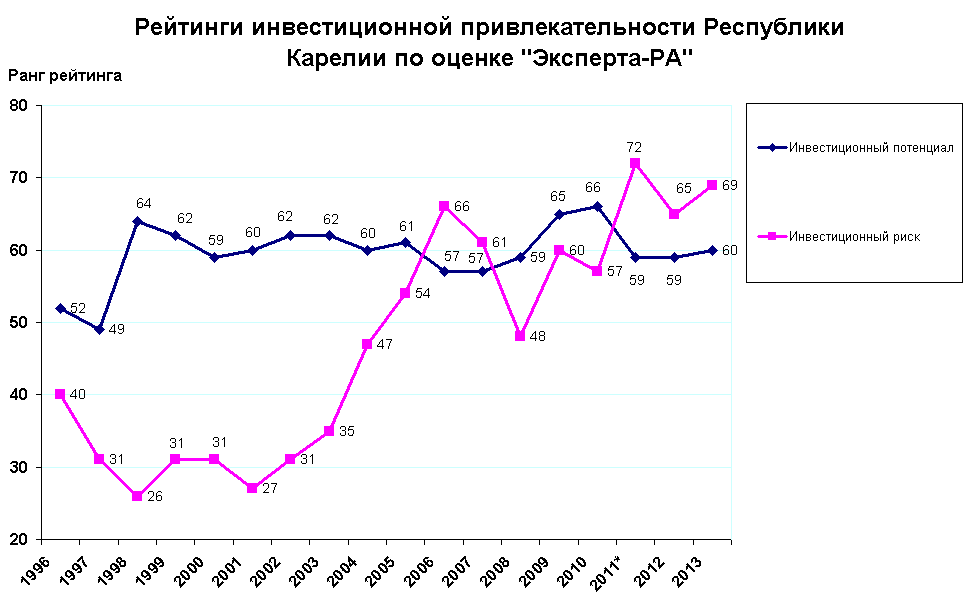 Рейтинги инвестиционной привлекательности Республики
Карелии по оценке "Эксперта-РА"
Ранг рейтинга
80
70
60
50
40
30
20
52 49 64 62 59 60 62 62 60 61 57 57 59 65 66 59 59 60
40 31 26 31 31 27 31 35 47 54 66 61 48 60 57 72 65 69
1996 1997 1998 1999 2000 2001 2002 2003 2004 2005 2006 2007 2008 2009 2010 2011* 2012 2013
Инвестиционный потенциал
Инвестиционный риск